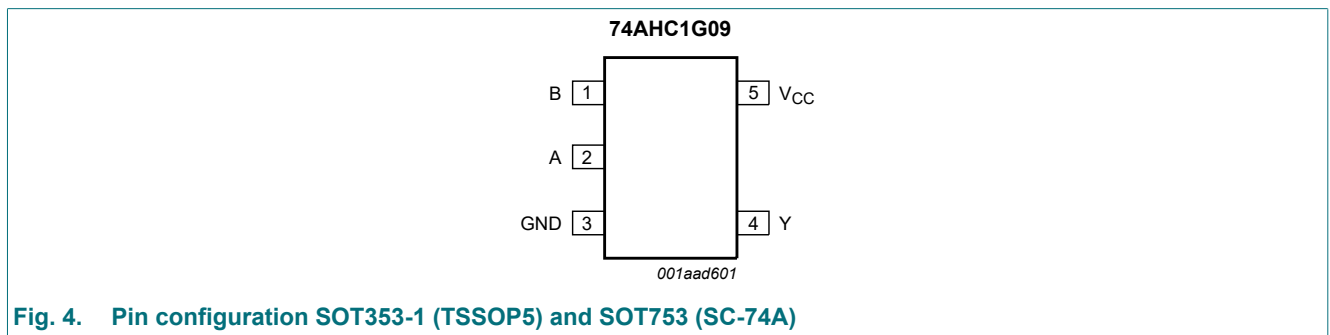 74AHC1G09
B 1 5 VCC
A 2
GND 3 4 Y
001aad601
Fig. 4. Pin configuration SOT353-1 (TSSOP5) and SOT753 (SC-74A)